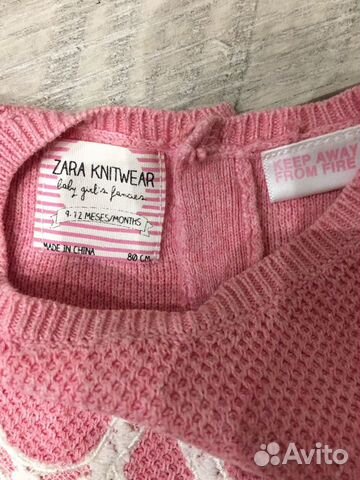 ZARA KNITWEAR
baby girl's fancies
9-12 MESES/MONTHS
MADE IN CHINA
80 CM
KEEP AWAY
FROM FIRE
Avito